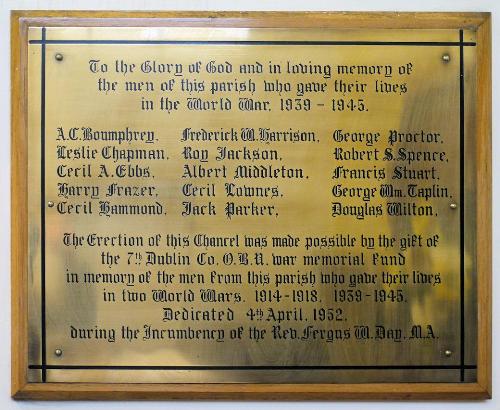 To the Glory of God and in loving memory of
the men of this parish who gave their lives
in the World War, 1939 - 1945.
A.C. Boumphrey, Frederick W. Harrison, George Proctor,
Leslie Chapman, Roy Jackson, Robert S. Spence,
Cecil A. Ebbs, Albert Middleton, Francis Stuart,
Harry Frazer, Cecil Lownes, George Wm. Taplin,
Cecil Hammond, Jack Parker, Douglas Wilton,
The Erection of this Chancel was made possible by the gift of
the 7th Dublin Co. O.B.U. war memorial fund
in memory of the men from this parish who gave their lives
in two World Wars. 1914-1918. 1939-1945.
Dedicated 4th April, 1952,
during the Incumbency of the Rev. Fergus W. Day, M.A.